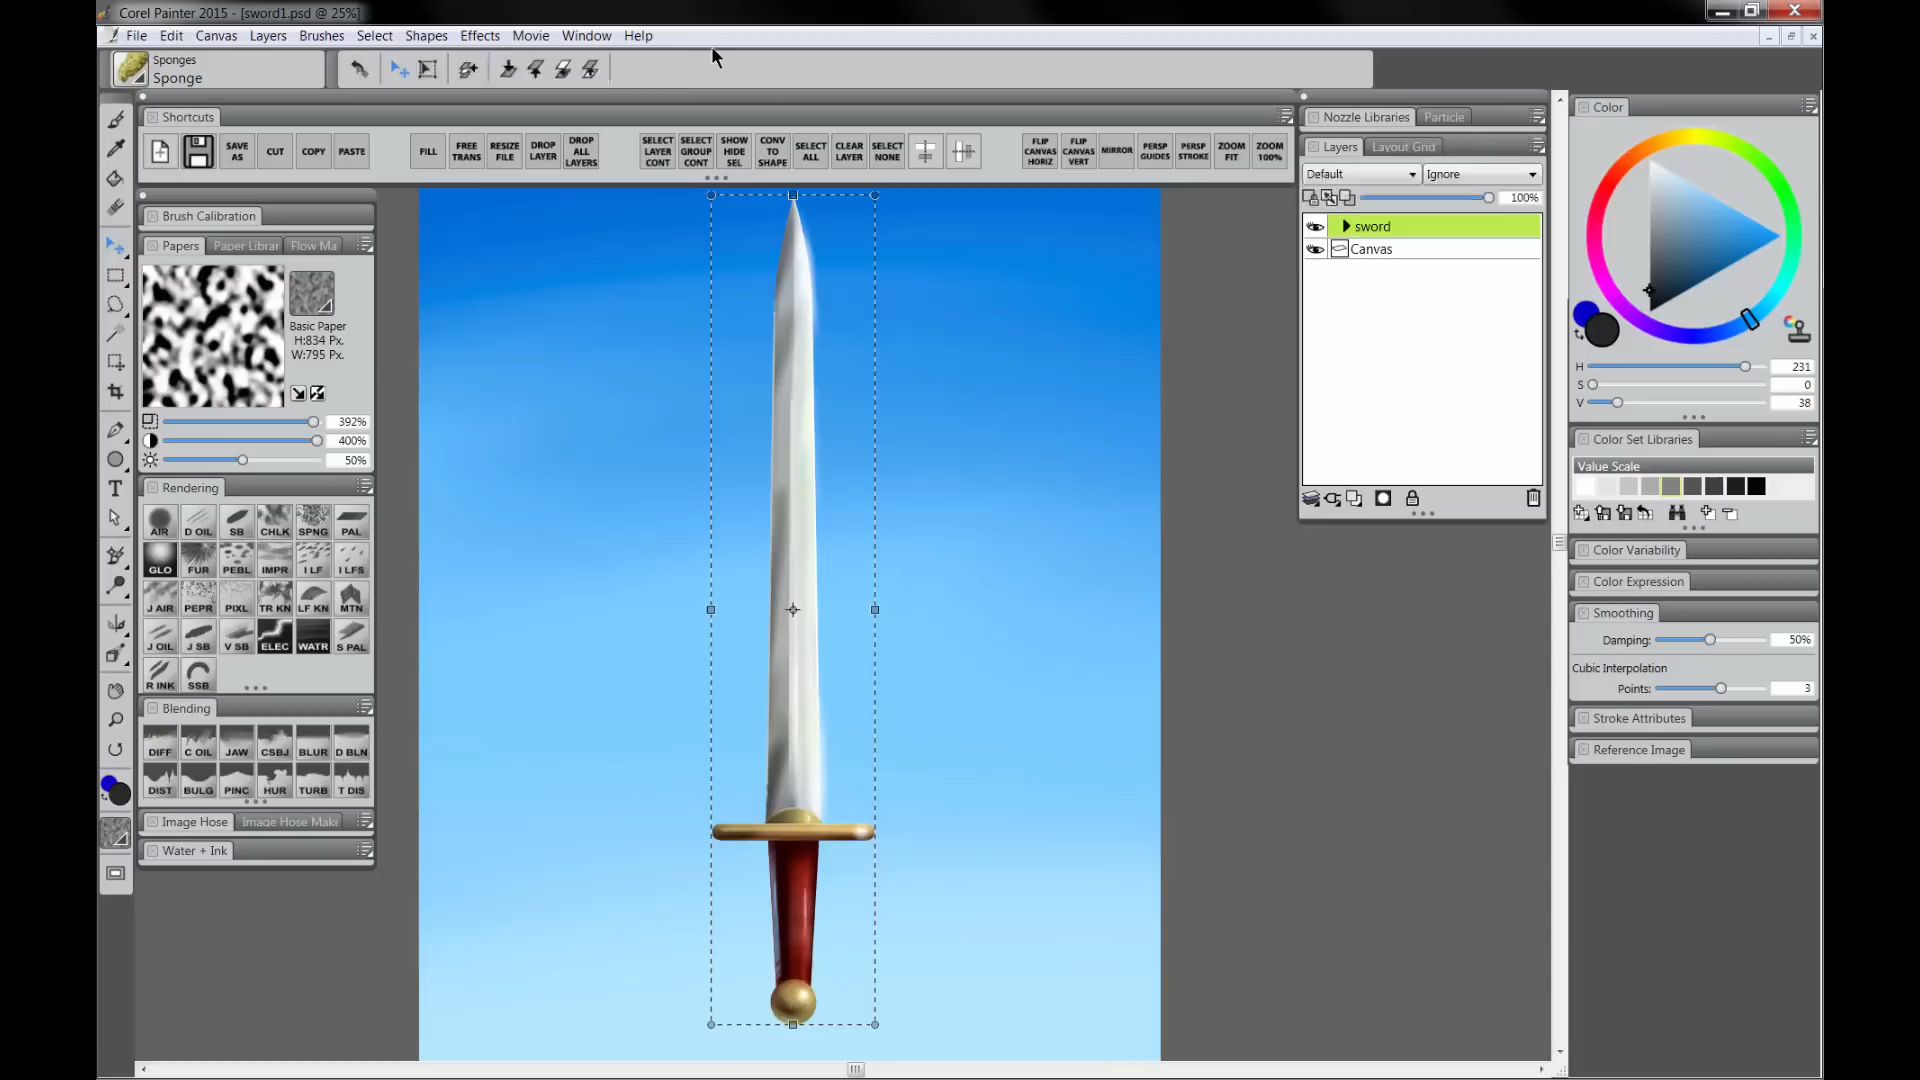 Corel Painter 2015 - [sword1.psd @ 25%]
File Edit Canvas Layers Brushes Select Shapes Effects Movie Window Help
Sponges
Sponge
Shortcuts
SAVE AS CUT COPY PASTE FILL FREE TRANS RESIZE FILE DROP LAYER DROP ALL LAYERS SELECT LAYER CONT SELECT GROUP CONT SHOW HIDE SEL CONV TO SHAPE SELECT ALL CLEAR LAYER SELECT NONE FLIP CANVAS HORIZ FLIP CANVAS VERT MIRROR PERSP GUIDES PERSP STROKE ZOOM FIT ZOOM 100%
Brush Calibration
Papers Paper Librar Flow Ma
Basic Paper
H:834 Px.
W:795 Px.
392%
400%
50%
Rendering
AIR D OIL SB CHLK SPNG PAL
GLO FUR PEBL IMPR I LF I LFS
J AIR PEPR PIXL TR KN LF KN MTN
J OIL J SB V SB ELEC WATR S PAL
R INK SSB
Blending
DIFF C OIL JAW CSBJ BLUR D BLN
DIST BULG PINC HUR TURB T DIS
Image Hose Image Hose Make
Water + Ink
Nozzle Libraries Particle
Layers Layout Grid
Default Ignore
100%
sword
Canvas
Color
H 231
S 0
V 38
Color Set Libraries
Value Scale
Color Variability
Color Expression
Smoothing
Damping: 50%
Cubic Interpolation
Points: 3
Stroke Attributes
Reference Image
T